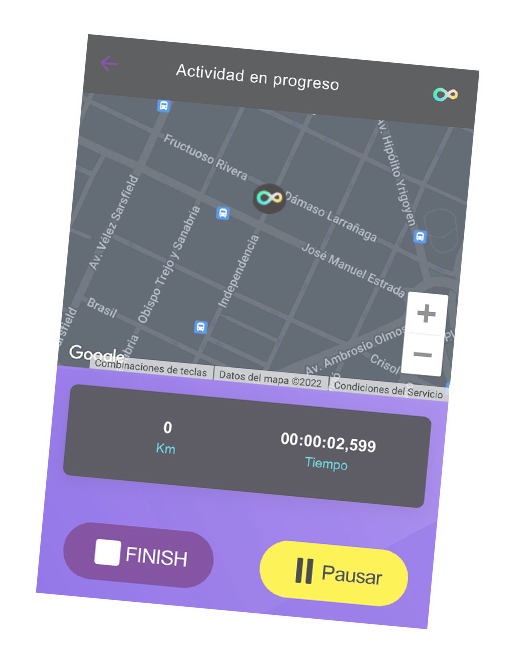 Actividad en progreso
Av. Hipólito Yrigoyen
Fructuoso Rivera
Dámaso Larrañaga
Av. Vélez Sarsfield
Obispo Trejo y Sanabria
Independencia
José Manuel Estrada
Brasil
Av. Ambrosio Olmos
Crisol
Google
Combinaciones de teclas
Datos del mapa ©2022
Condiciones del Servicio
0
Km
00:00:02,599
Tiempo
FINISH
Pausar